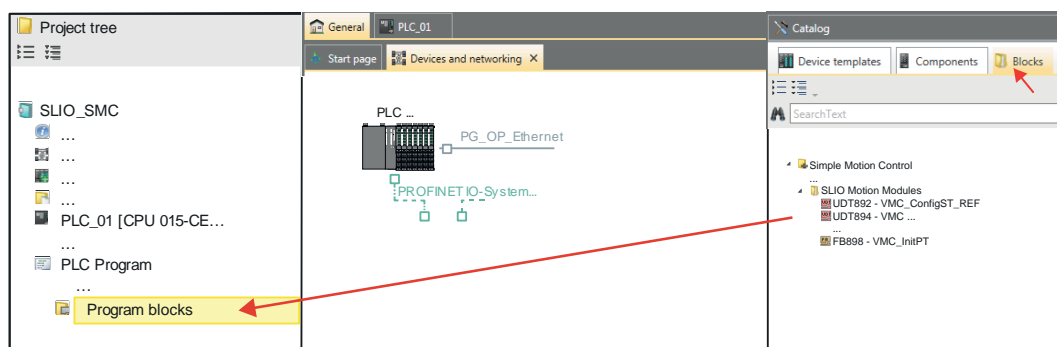 Project tree
SLIO_SMC
...
...
...
...
PLC_01 [CPU 015-CE...
...
PLC Program
...
Program blocks
General
PLC_01
Start page
Devices and networking
PLC ...
PG_OP_Ethernet
PROFINET IO-System...
Catalog
Device templates
Components
Blocks
SearchText
Simple Motion Control
...
SLIO Motion Modules
UDT892 - VMC_ConfigST_REF
UDT894 - VMC ...
...
FB898 - VMC_InitPT